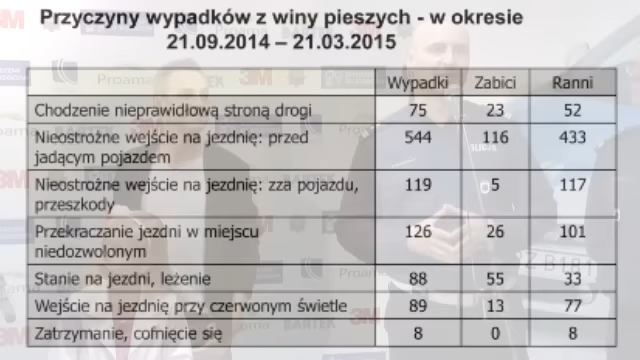 Przyczyny wypadków z winy pieszych - w okresie
21.09.2014 – 21.03.2015
Wypadki Zabici Ranni
Chodzenie nieprawidłową stroną drogi 75 23 52
Nieostrożne wejście na jezdnię: przed 544 116 433
jadącym pojazdem
Nieostrożne wejście na jezdnię: zza pojazdu, 119 5 117
przeszkody
Przekraczanie jezdni w miejscu 126 26 101
niedozwolonym
Stanie na jezdni, leżenie 88 55 33
Wejście na jezdnię przy czerwonym świetle 89 13 77
Zatrzymanie, cofnięcie się 8 0 8